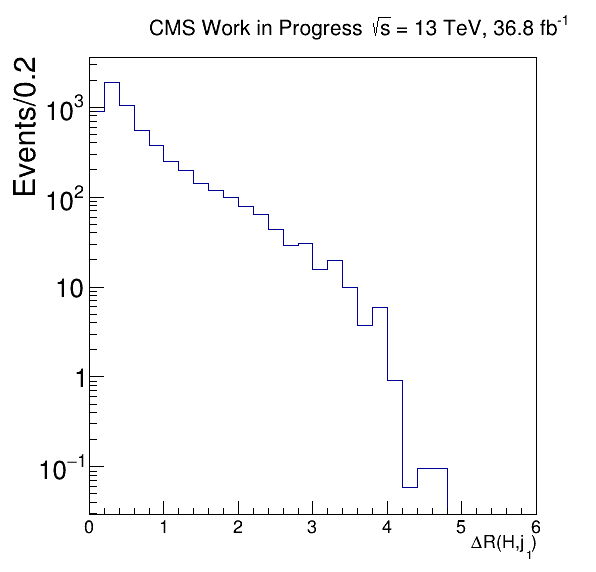 CMS Work in Progress √s = 13 TeV, 36.8 fb⁻¹
Events/0.2
10³
10²
10
1
10⁻¹
0 1 2 3 4 5 6
ΔR(H,j₁)